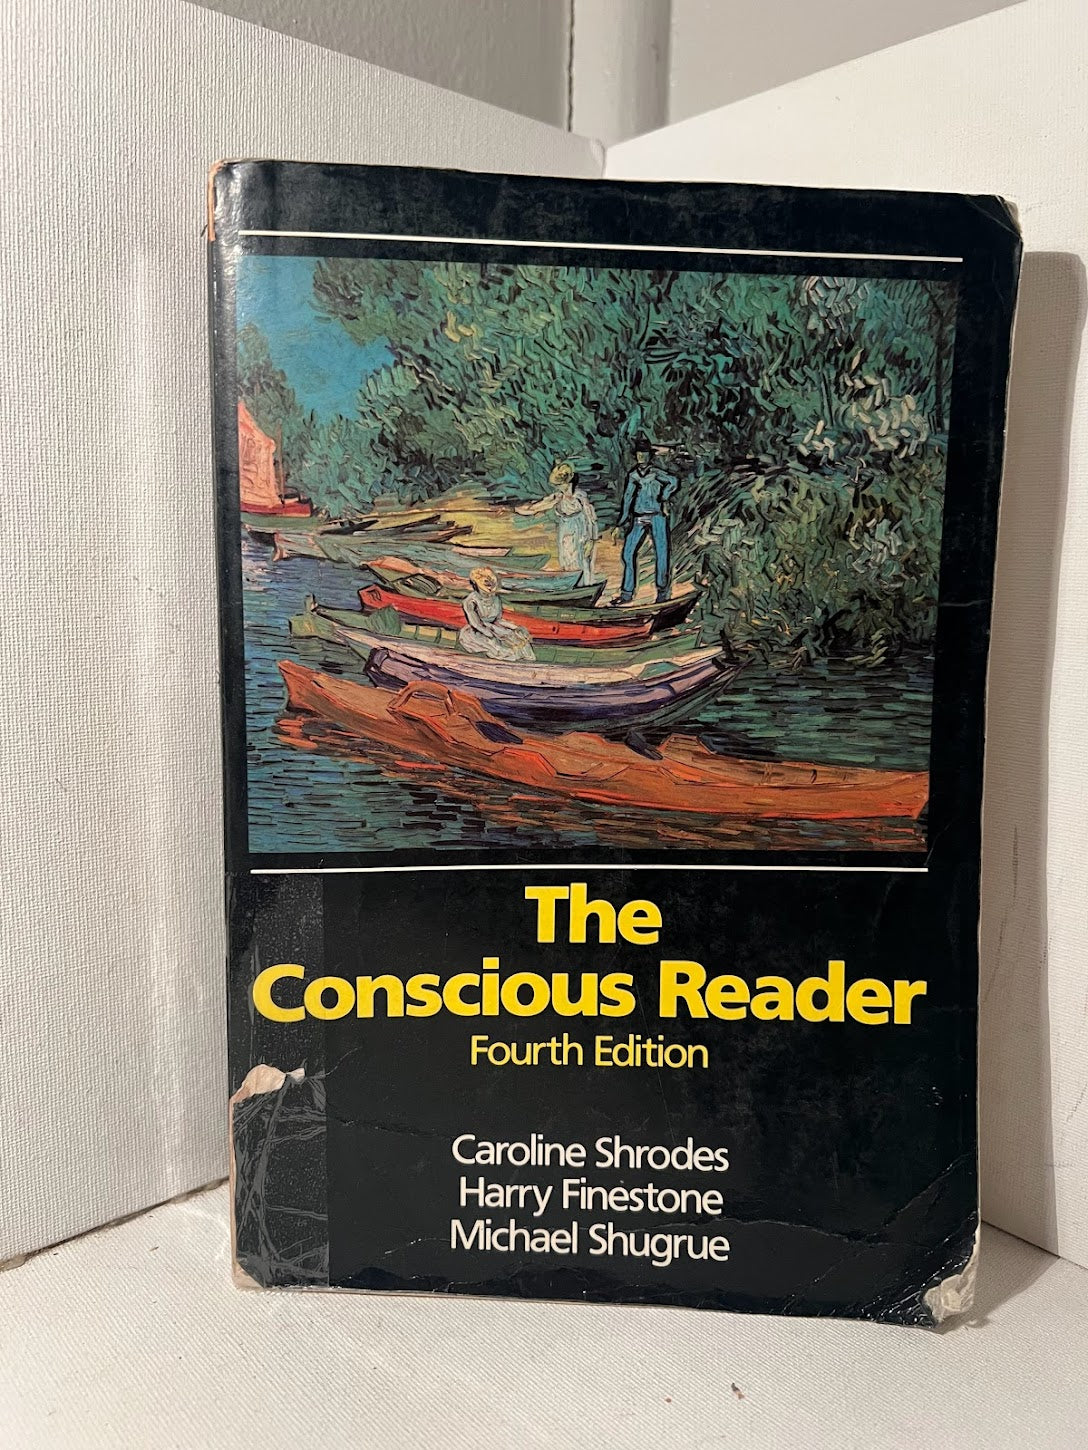 The
Conscious Reader
Fourth Edition
Caroline Shrodes
Harry Finestone
Michael Shugrue